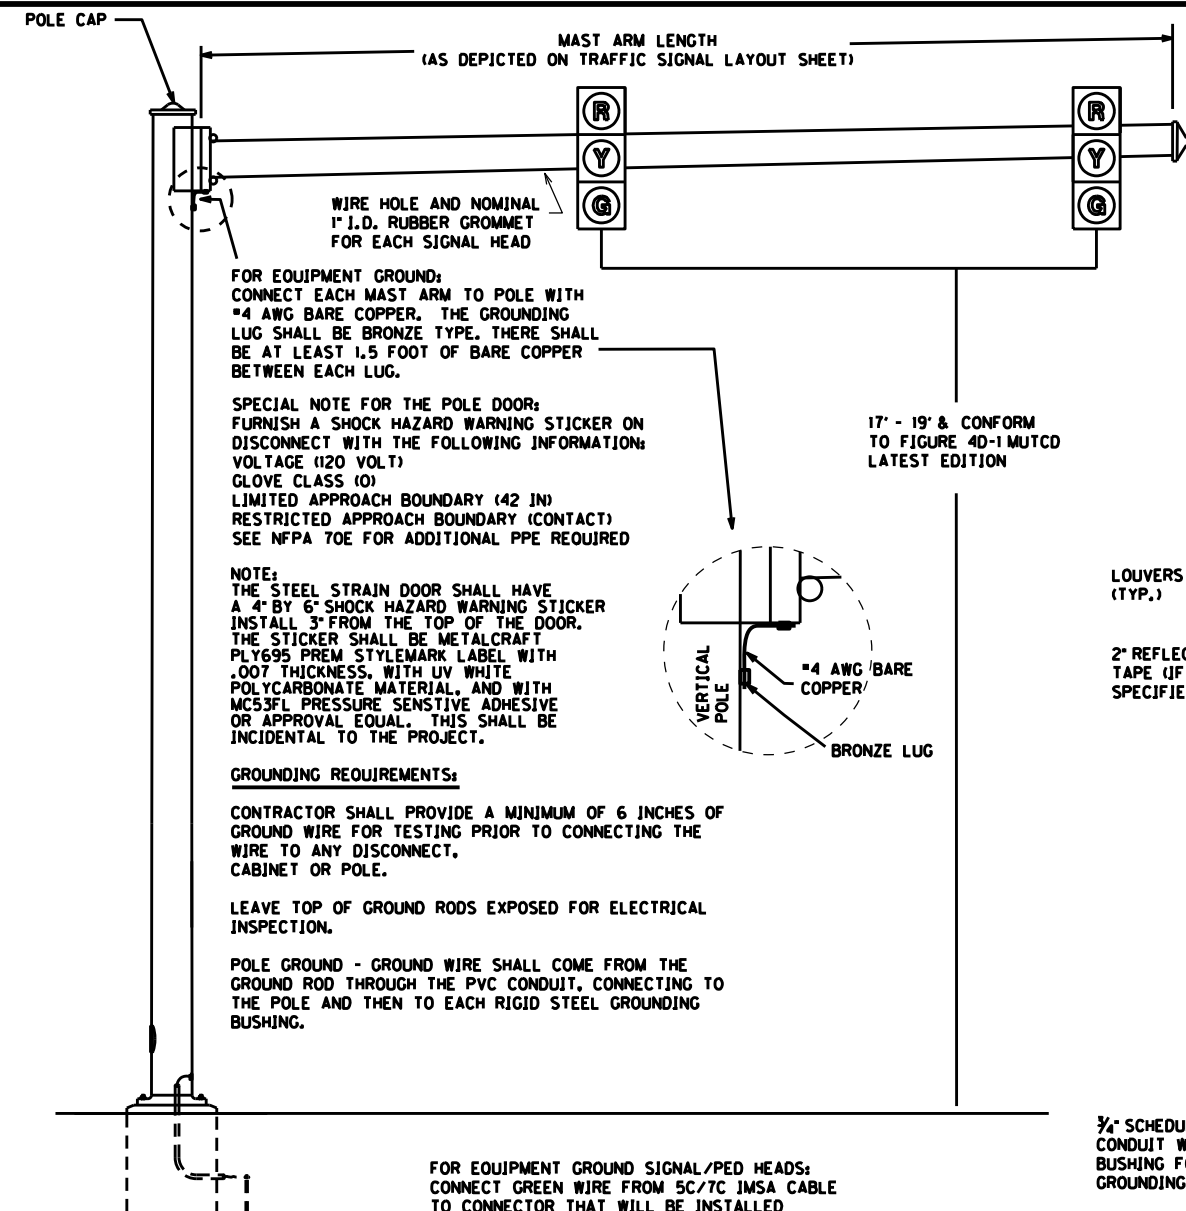 POLE CAP
MAST ARM LENGTH
(AS DEPICTED ON TRAFFIC SIGNAL LAYOUT SHEET)
R
Y
G
R
Y
G
WIRE HOLE AND NOMINAL
1" I.D. RUBBER GROMMET
FOR EACH SIGNAL HEAD
FOR EQUIPMENT GROUND:
CONNECT EACH MAST ARM TO POLE WITH
#4 AWG BARE COPPER. THE GROUNDING
LUG SHALL BE BRONZE TYPE. THERE SHALL
BE AT LEAST 1.5 FOOT OF BARE COPPER
BETWEEN EACH LUG.
SPECIAL NOTE FOR THE POLE DOOR:
FURNISH A SHOCK HAZARD WARNING STICKER ON
DISCONNECT WITH THE FOLLOWING INFORMATION:
VOLTAGE (120 VOLT)
GLOVE CLASS (0)
LIMITED APPROACH BOUNDARY (42 IN)
RESTRICTED APPROACH BOUNDARY (CONTACT)
SEE NFPA 70E FOR ADDITIONAL PPE REQUIRED
NOTE:
THE STEEL STRAIN DOOR SHALL HAVE
A 4" BY 6" SHOCK HAZARD WARNING STICKER
INSTALL 3" FROM THE TOP OF THE DOOR.
THE STICKER SHALL BE METALCRAFT
PLY695 PREM STYLEMARK LABEL WITH
.007 THICKNESS, WITH UV WHITE
POLYCARBONATE MATERIAL, AND WITH
MC53FL PRESSURE SENSTIVE ADHESIVE
OR APPROVAL EQUAL. THIS SHALL BE
INCIDENTAL TO THE PROJECT.
GROUNDING REQUIREMENTS:
CONTRACTOR SHALL PROVIDE A MINIMUM OF 6 INCHES OF
GROUND WIRE FOR TESTING PRIOR TO CONNECTING THE
WIRE TO ANY DISCONNECT,
CABINET OR POLE.
LEAVE TOP OF GROUND RODS EXPOSED FOR ELECTRICAL
INSPECTION.
POLE GROUND - GROUND WIRE SHALL COME FROM THE
GROUND ROD THROUGH THE PVC CONDUIT, CONNECTING TO
THE POLE AND THEN TO EACH RIGID STEEL GROUNDING
BUSHING.
17' - 19' & CONFORM
TO FIGURE 4D-1 MUTCD
LATEST EDITION
VERTICAL
POLE
#4 AWG BARE
COPPER
BRONZE LUG
LOUVERS
(TYP.)
2" REFLEC
TAPE (IF
SPECIFIE
3/4" SCHEDU
CONDUIT W
BUSHING F
GROUNDING
FOR EQUIPMENT GROUND SIGNAL/PED HEADS:
CONNECT GREEN WIRE FROM 5C/7C IMSA CABLE
TO CONNECTOR THAT WILL BE INSTALLED